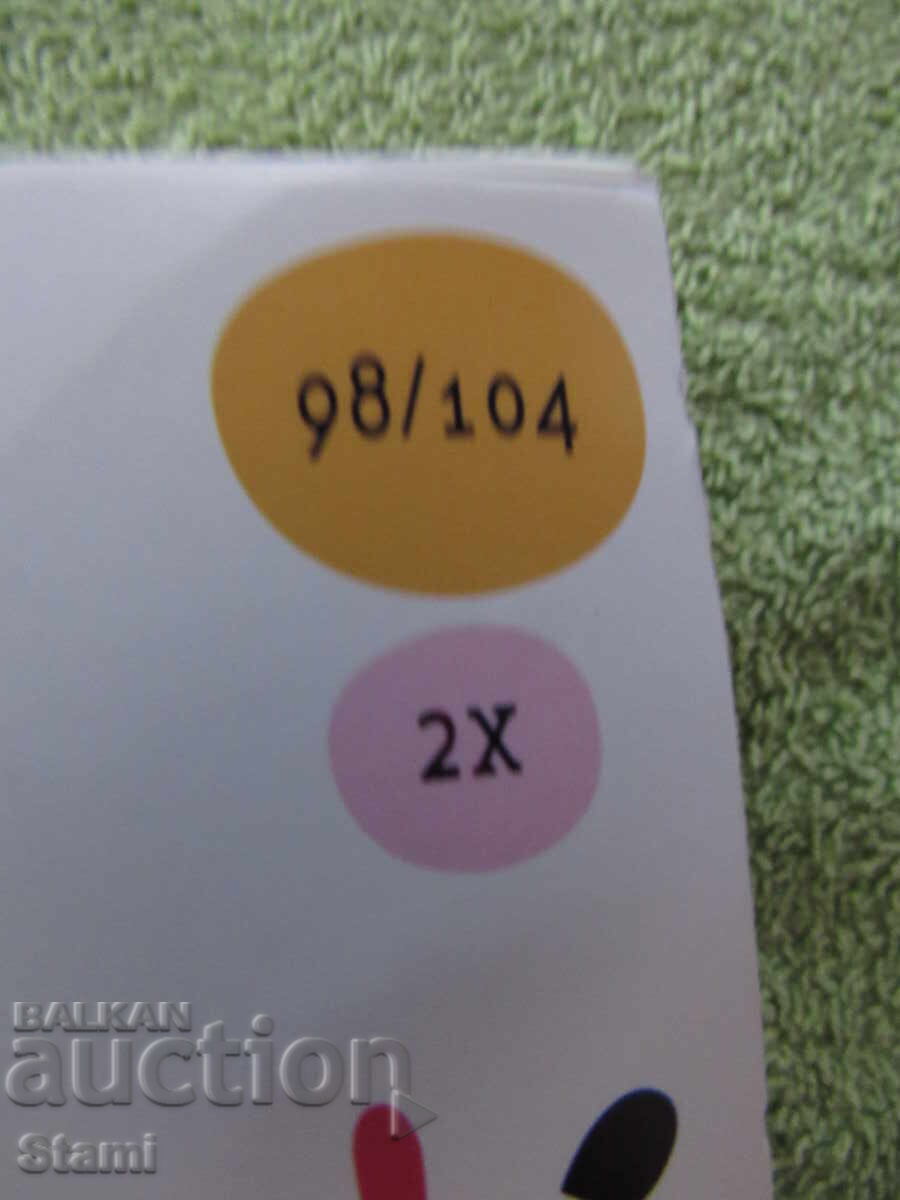 98/104
2X
BALKAN
auction
Stami